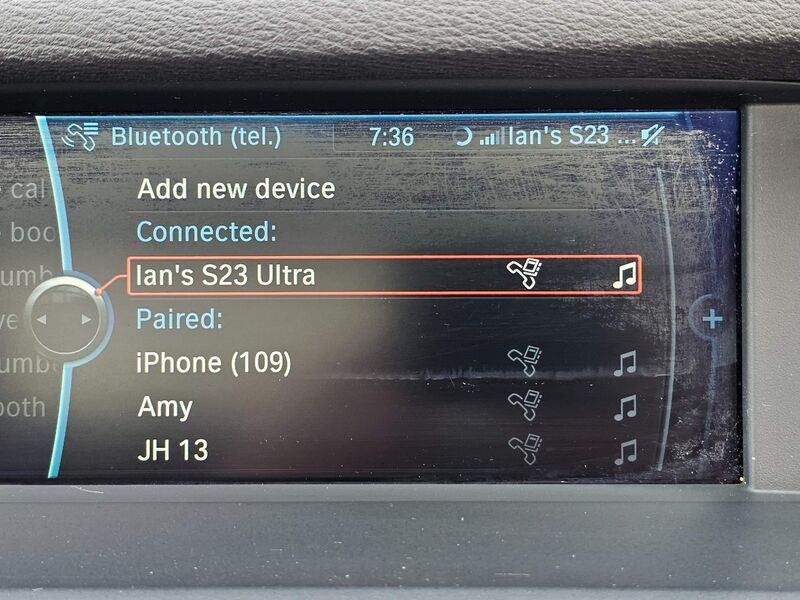 Bluetooth (tel.) 7:36 Ian's S23 ...
Add new device
Connected:
Ian's S23 Ultra
Paired:
iPhone (109)
Amy
JH 13